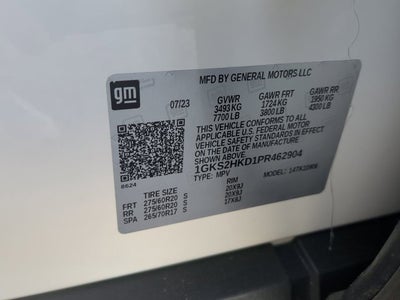 gm
MFD BY GENERAL MOTORS LLC
07/23 GVWR GAWR FRT GAWR RR
3493 KG 1724 KG 1950 KG
7700 LB 3800 LB 4300 LB
THIS VEHICLE CONFORMS TO ALL APPLICABLE
U.S. FEDERAL MOTOR
VEHICLE SAFETY STANDARDS IN EFFECT ON THE
DATE OF MANUFACTURE SHOWN ABOVE.
1GKS2HKD1PR462904
8624 TYPE: MPV MODEL:
TIRE SIZE RIM
FRT 275/60R20 S 20X9J
RR 275/60R20 S 20X9J
SPA 265/70R17 S 17X8J